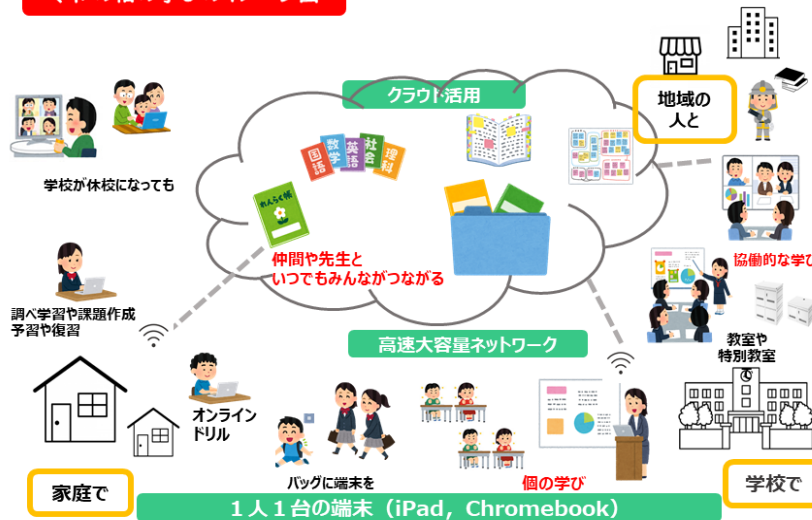 クラウド活用
地域の
人と
国語
数学
英語
社会
理科
れんらく帳
学校が休校になっても
仲間や先生と
いつでもみんながつながる
協働的な学び
調べ学習や課題作成
予習や復習
高速大容量ネットワーク
教室や
特別教室
オンライン
ドリル
バッグに端末を
個の学び
家庭で
学校で
1人1台の端末（iPad，Chromebook）